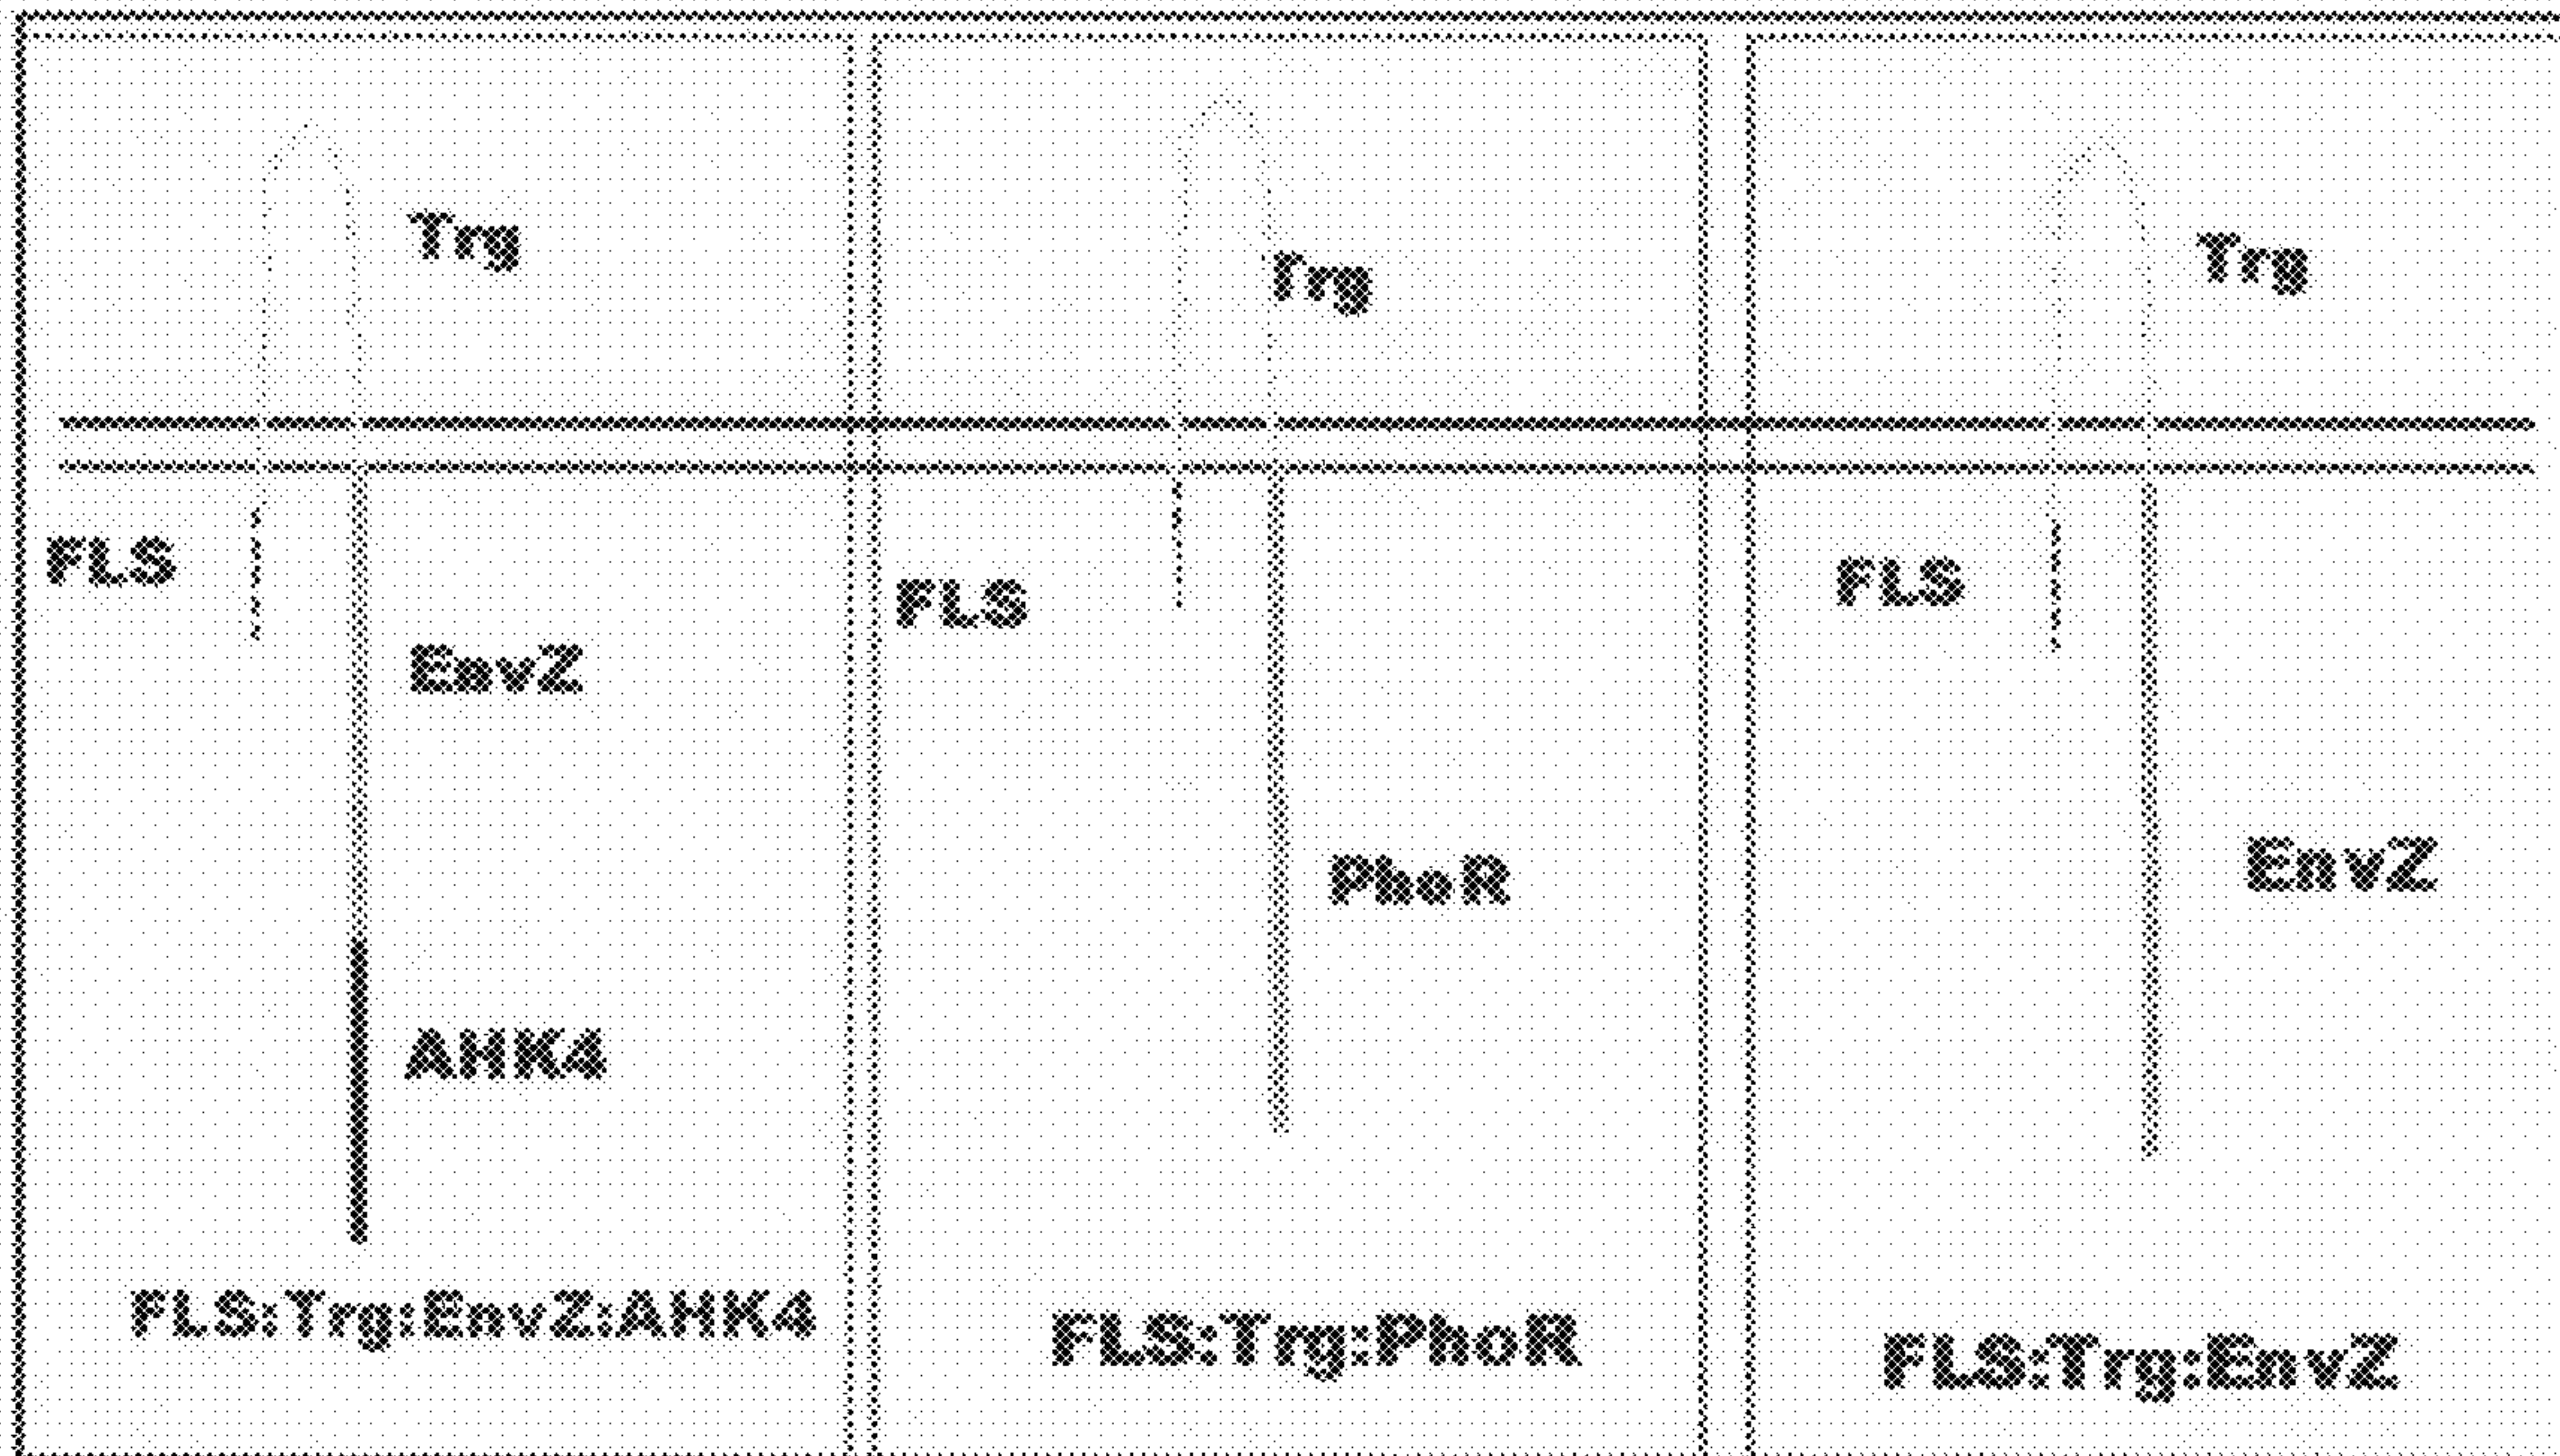 Trg
FLS
EnvZ
AHK4
FLS:Trg:EnvZ:AHK4
Trg
FLS
PhoR
FLS:Trg:PhoR
Trg
FLS
EnvZ
FLS:Trg:EnvZ